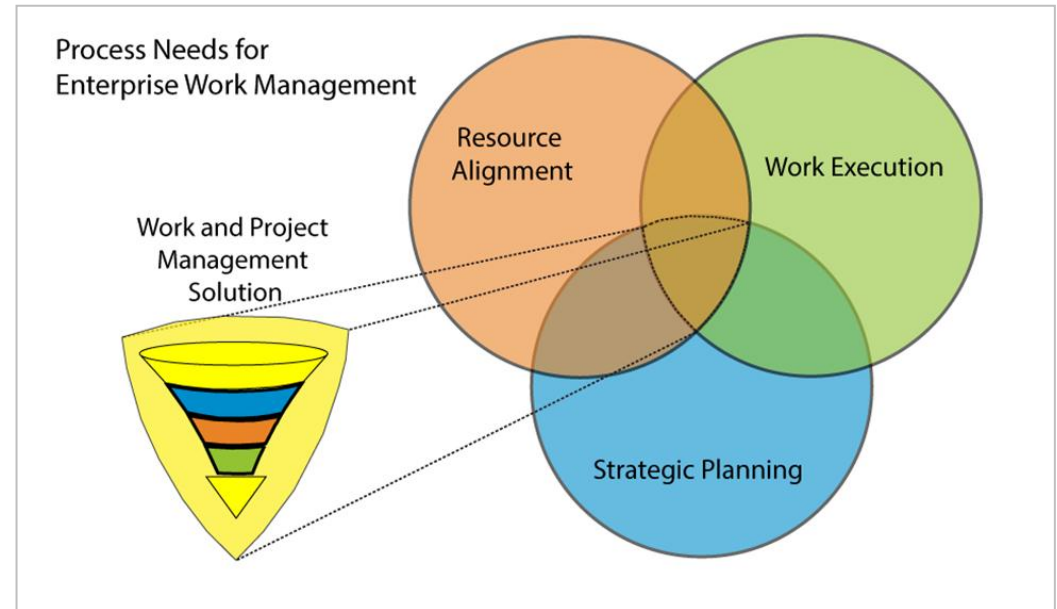 Process Needs for
Enterprise Work Management
Resource
Alignment
Work Execution
Work and Project
Management
Solution
Strategic Planning